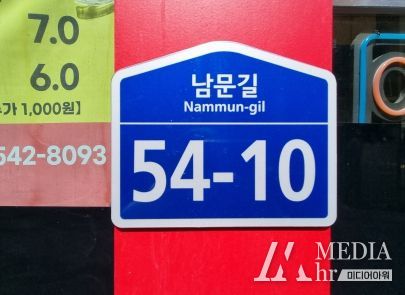 7.0
6.0
가 1,000원】
542-8093
남문길
Nammun-gil
54-10
MEDIA
hr
미디어아워